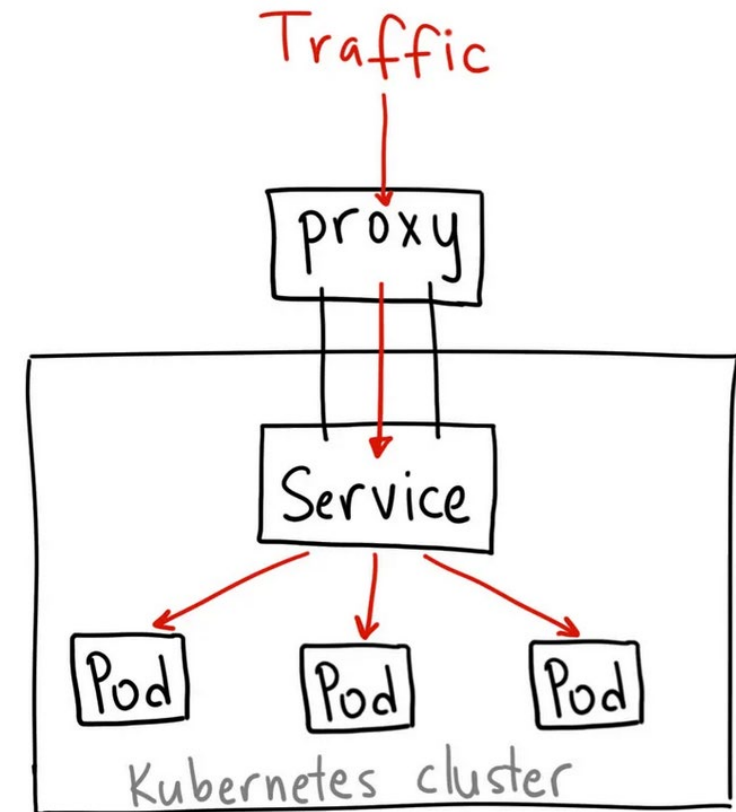 Traffic
proxy
Service
Pod Pod Pod
Kubernetes cluster